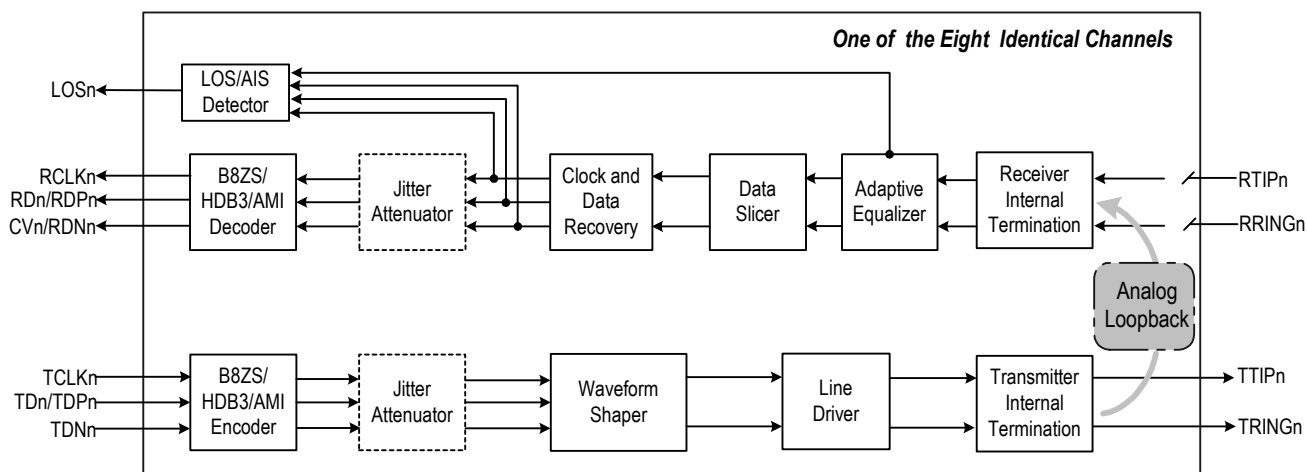 One of the Eight Identical Channels
LOSn
LOS/AIS
Detector
RCLKn
RDn/RDPn
CVn/RDNn
B8ZS/
HDB3/AMI
Decoder
Jitter
Attenuator
Clock and
Data
Recovery
Data
Slicer
Adaptive
Equalizer
Receiver
Internal
Termination
RTIPn
RRINGn
Analog
Loopback
TCLKn
TDn/TDPn
TDNn
B8ZS/
HDB3/AMI
Encoder
Jitter
Attenuator
Waveform
Shaper
Line
Driver
Transmitter
Internal
Termination
TTIPn
TRINGn